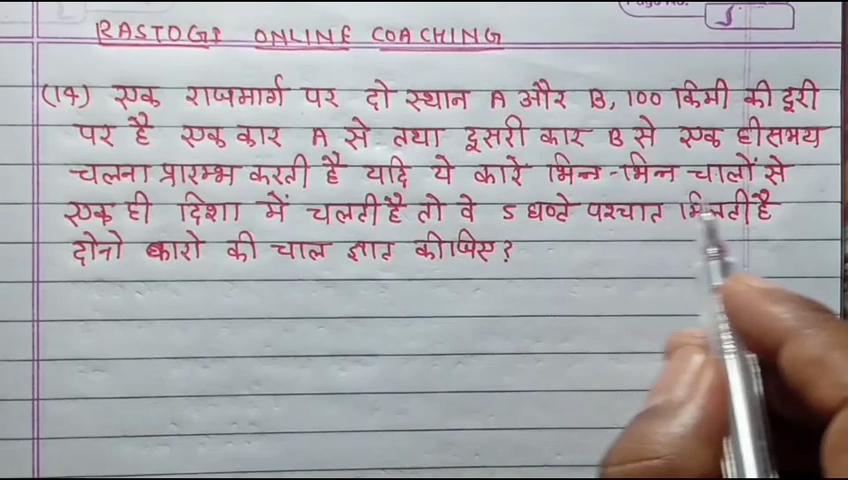 RASTOGI ONLINE COACHING
(14) एक राजमार्ग पर दो स्थान A और B, 100 किमी की दूरी
पर है एक कार A से तथा दूसरी कार B से एक ही समय
चलना प्रारम्भ करती है यदि ये कारें भिन्न-भिन्न चालों से
एक ही दिशा में चलती है तो वे 5 घण्टे पश्चात मिलती है
दोनो कारो की चाल ज्ञात कीजिए?